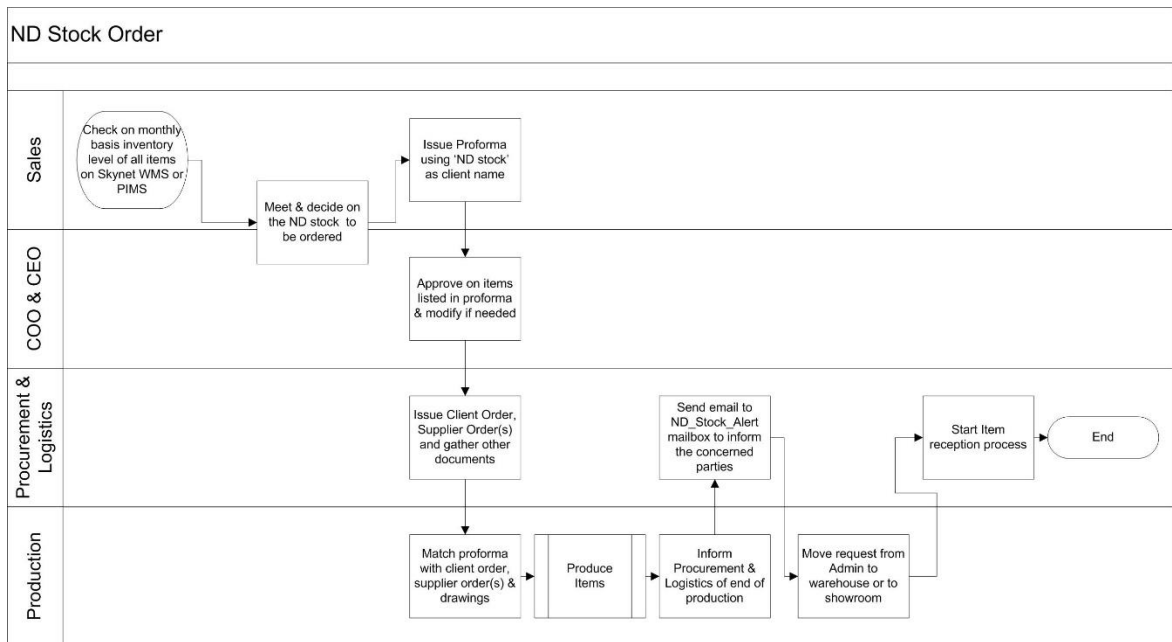 ND Stock Order
Sales
Check on monthly
basis inventory
level of all items
on Skynet WMS or
PIMS
Meet & decide on
the ND stock to
be ordered
Issue Proforma
using ‘ND stock’
as client name
COO & CEO
Approve on items
listed in proforma
& modify if needed
Procurement &
Logistics
Issue Client Order,
Supplier Order(s)
and gather other
documents
Send email to
ND_Stock_Alert
mailbox to inform
the concerned
parties
Start Item
reception process
End
Production
Match proforma
with client order,
supplier order(s) &
drawings
Produce
Items
Inform
Procurement &
Logistics of end of
production
Move request from
Admin to
warehouse or to
showroom